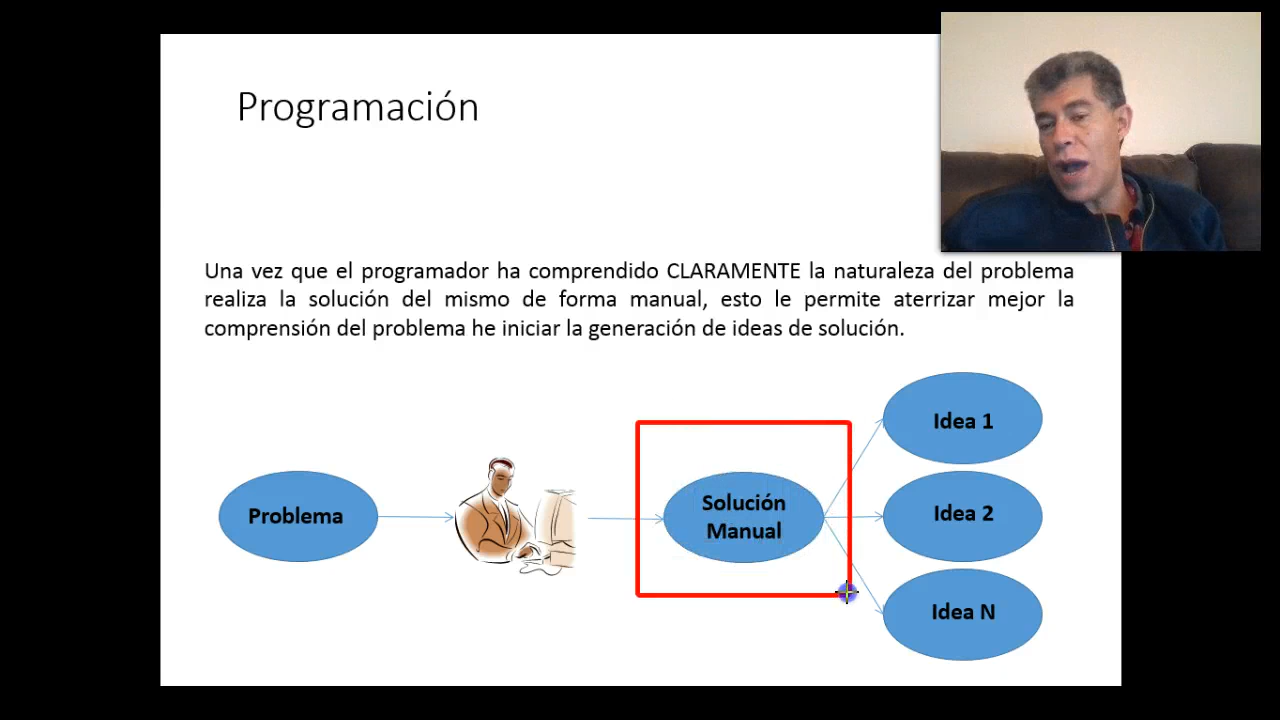 Programación
Una vez que el programador ha comprendido CLARAMENTE la naturaleza del problema
realiza la solución del mismo de forma manual, esto le permite aterrizar mejor la
comprensión del problema he iniciar la generación de ideas de solución.
Problema
Solución
Manual
Idea 1
Idea 2
Idea N